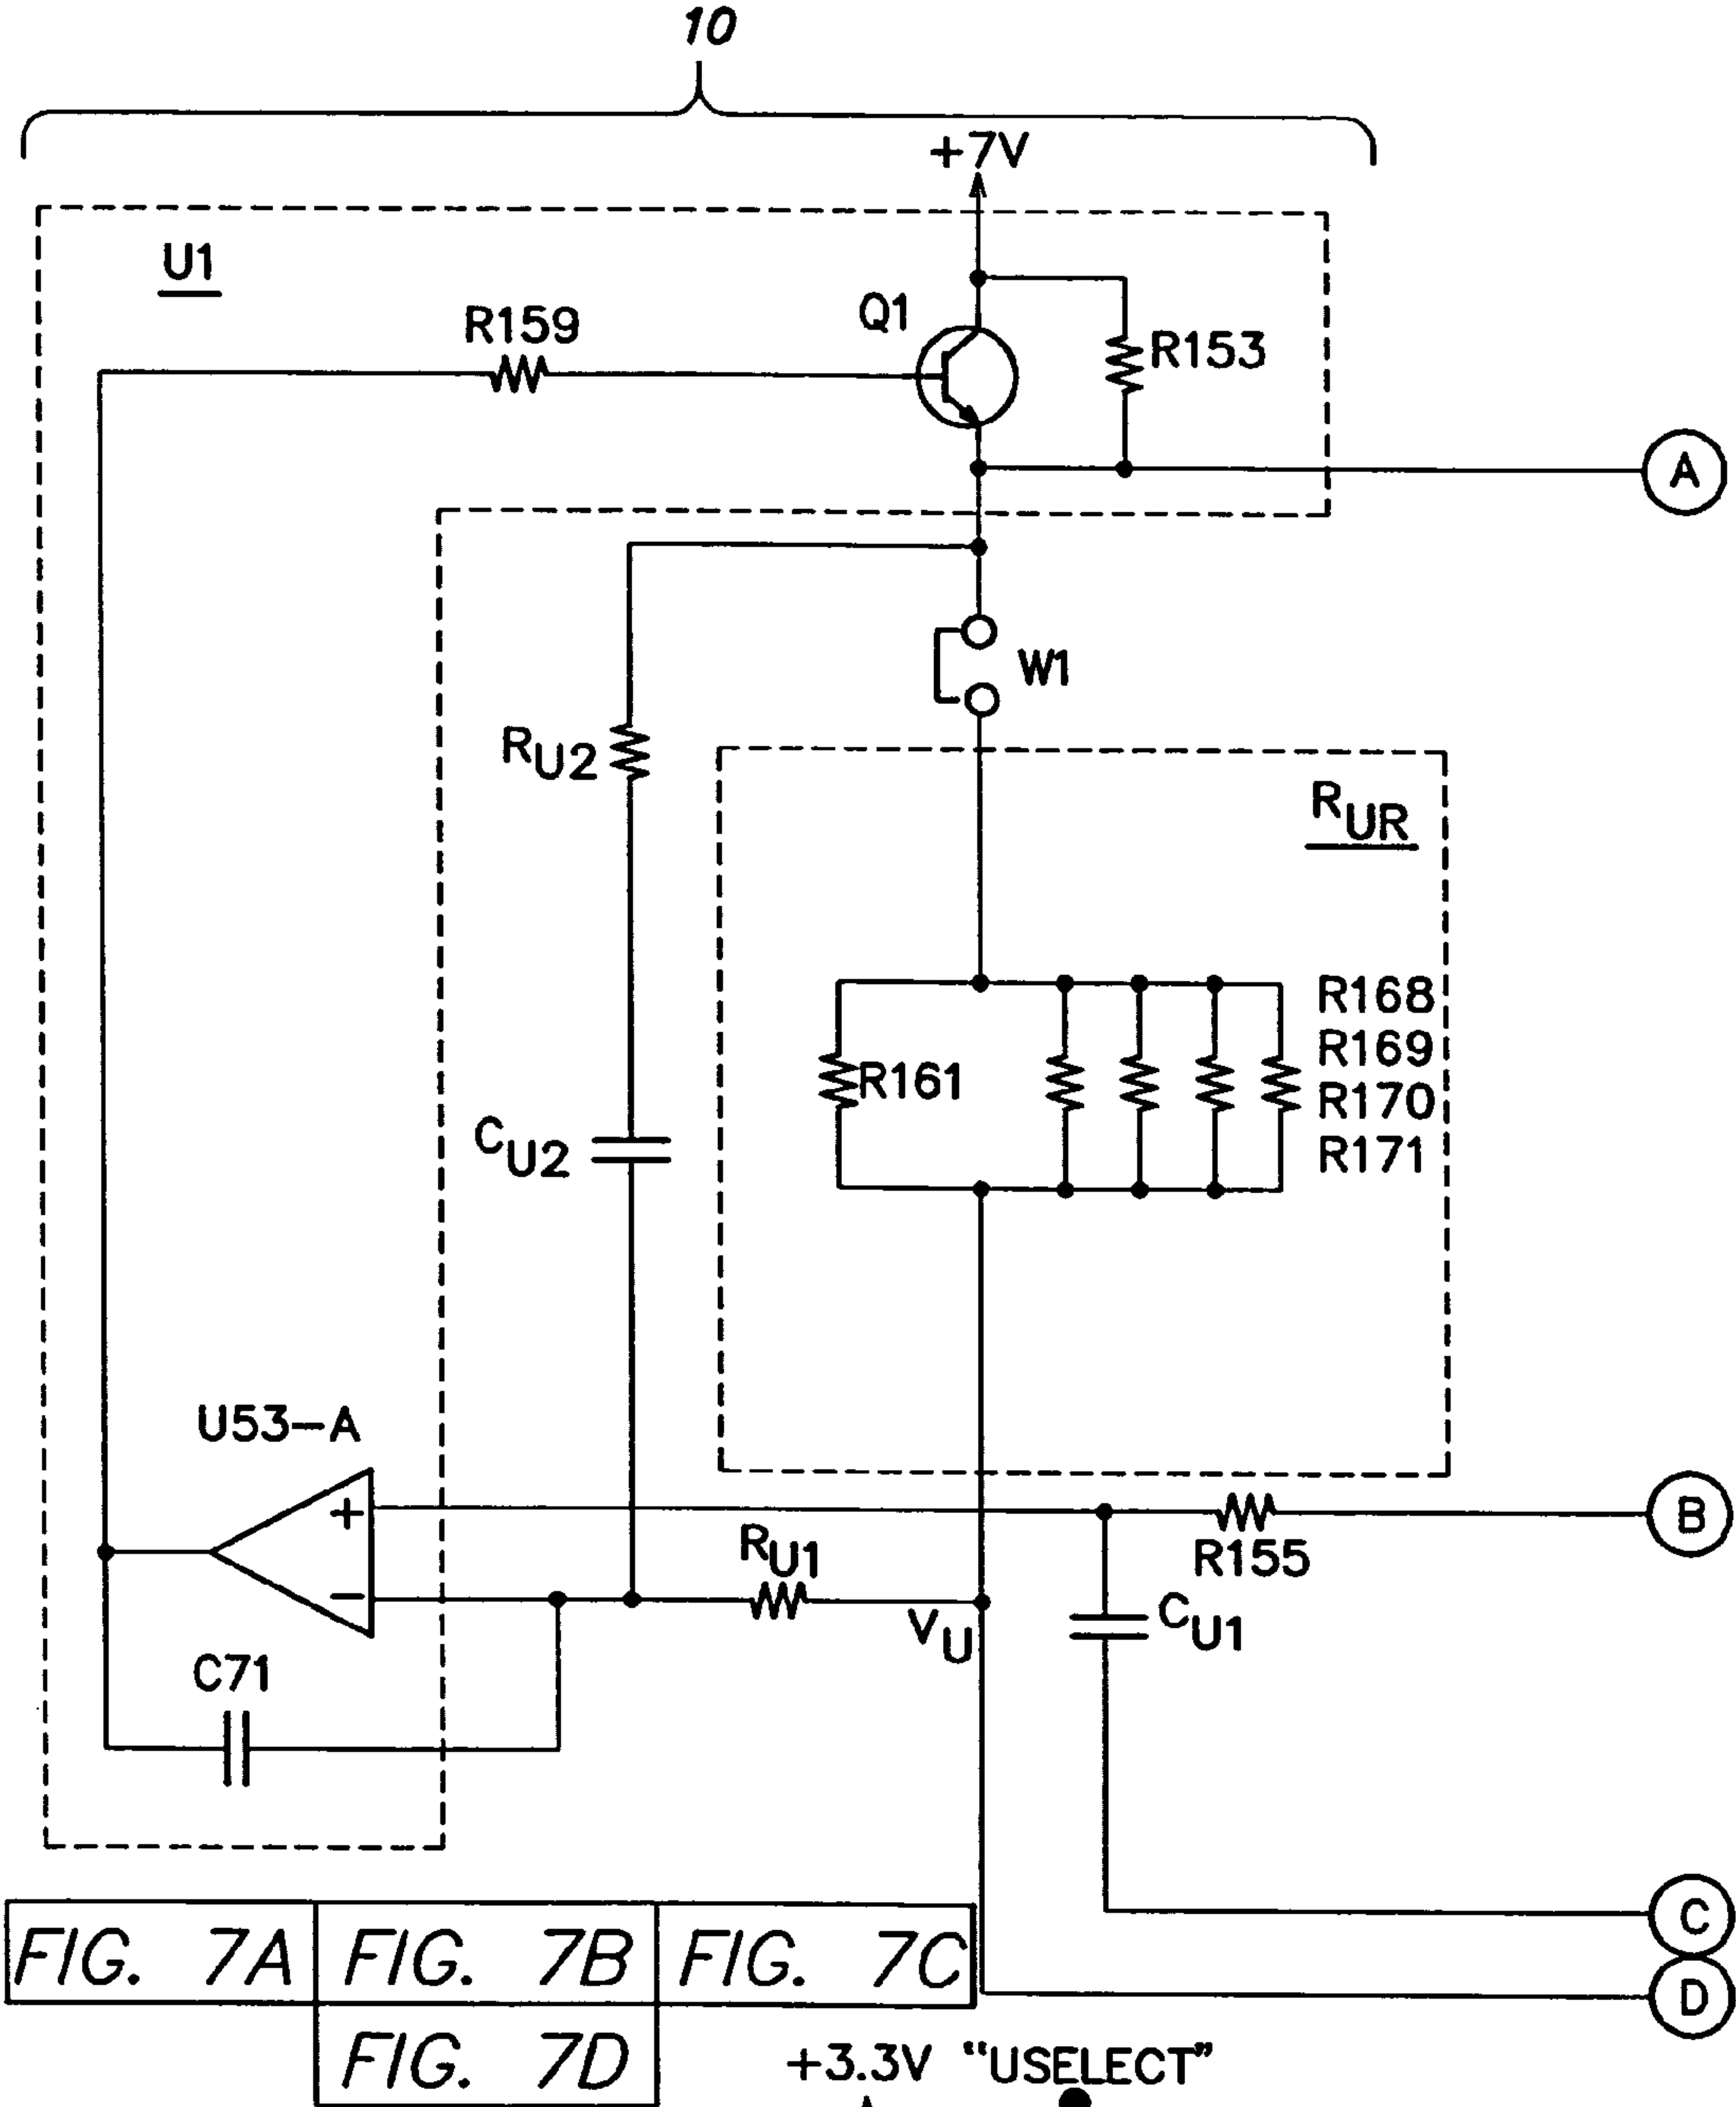 10
+7V
U1
R159
Q1
R153
A
W1
RU2
RUR
R168
R169
R170
R171
R161
CU2
U53-A
+
B
RU1
R155
−
VU
CU1
C71
C
FIG. 7A FIG. 7B FIG. 7C
D
FIG. 7D
+3.3V "USELECT"